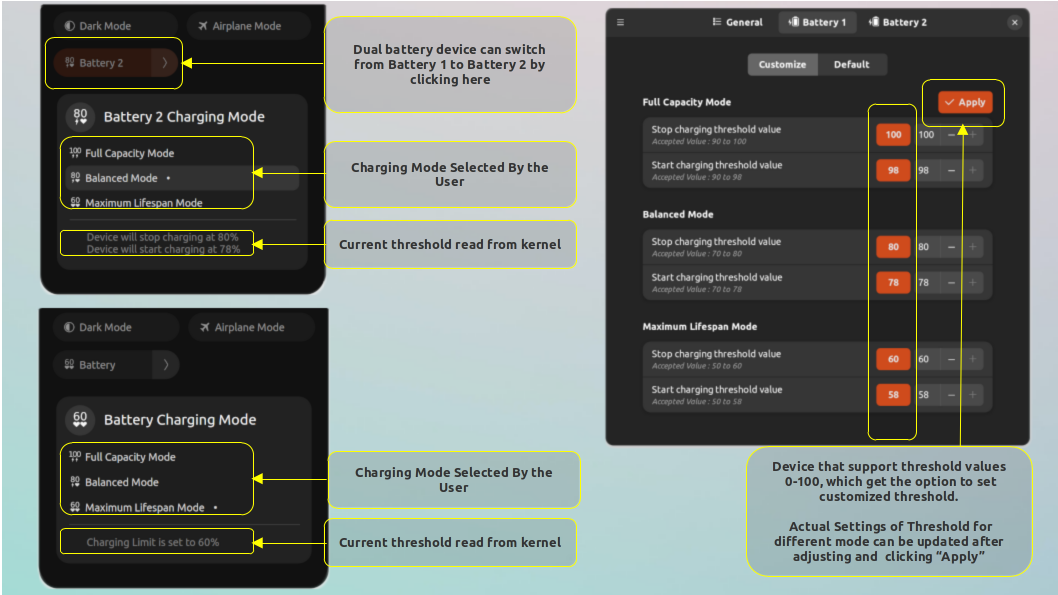 Dark Mode
Airplane Mode
80 Battery 2
80 Battery 2 Charging Mode
100 Full Capacity Mode
80 Balanced Mode •
60 Maximum Lifespan Mode
Device will stop charging at 80%
Device will start charging at 78%
Dual battery device can switch
from Battery 1 to Battery 2 by
clicking here
Charging Mode Selected By the
User
Current threshold read from kernel
Dark Mode
Airplane Mode
60 Battery
60 Battery Charging Mode
100 Full Capacity Mode
80 Balanced Mode
60 Maximum Lifespan Mode •
Charging Limit is set to 60%
Charging Mode Selected By the
User
Current threshold read from kernel
General
Battery 1
Battery 2
Customize
Default
Full Capacity Mode
Apply
Stop charging threshold value
Accepted Value : 90 to 100
100 100 − +
Start charging threshold value
Accepted Value : 90 to 98
98 98 − +
Balanced Mode
Stop charging threshold value
Accepted Value : 70 to 80
80 80 − +
Start charging threshold value
Accepted Value : 70 to 78
78 78 − +
Maximum Lifespan Mode
Stop charging threshold value
Accepted Value : 50 to 60
60 60 − +
Start charging threshold value
Accepted Value : 50 to 58
58 58 − +
Device that support threshold values
0-100, which get the option to set
customized threshold.
Actual Settings of Threshold for
different mode can be updated after
adjusting and clicking “Apply”